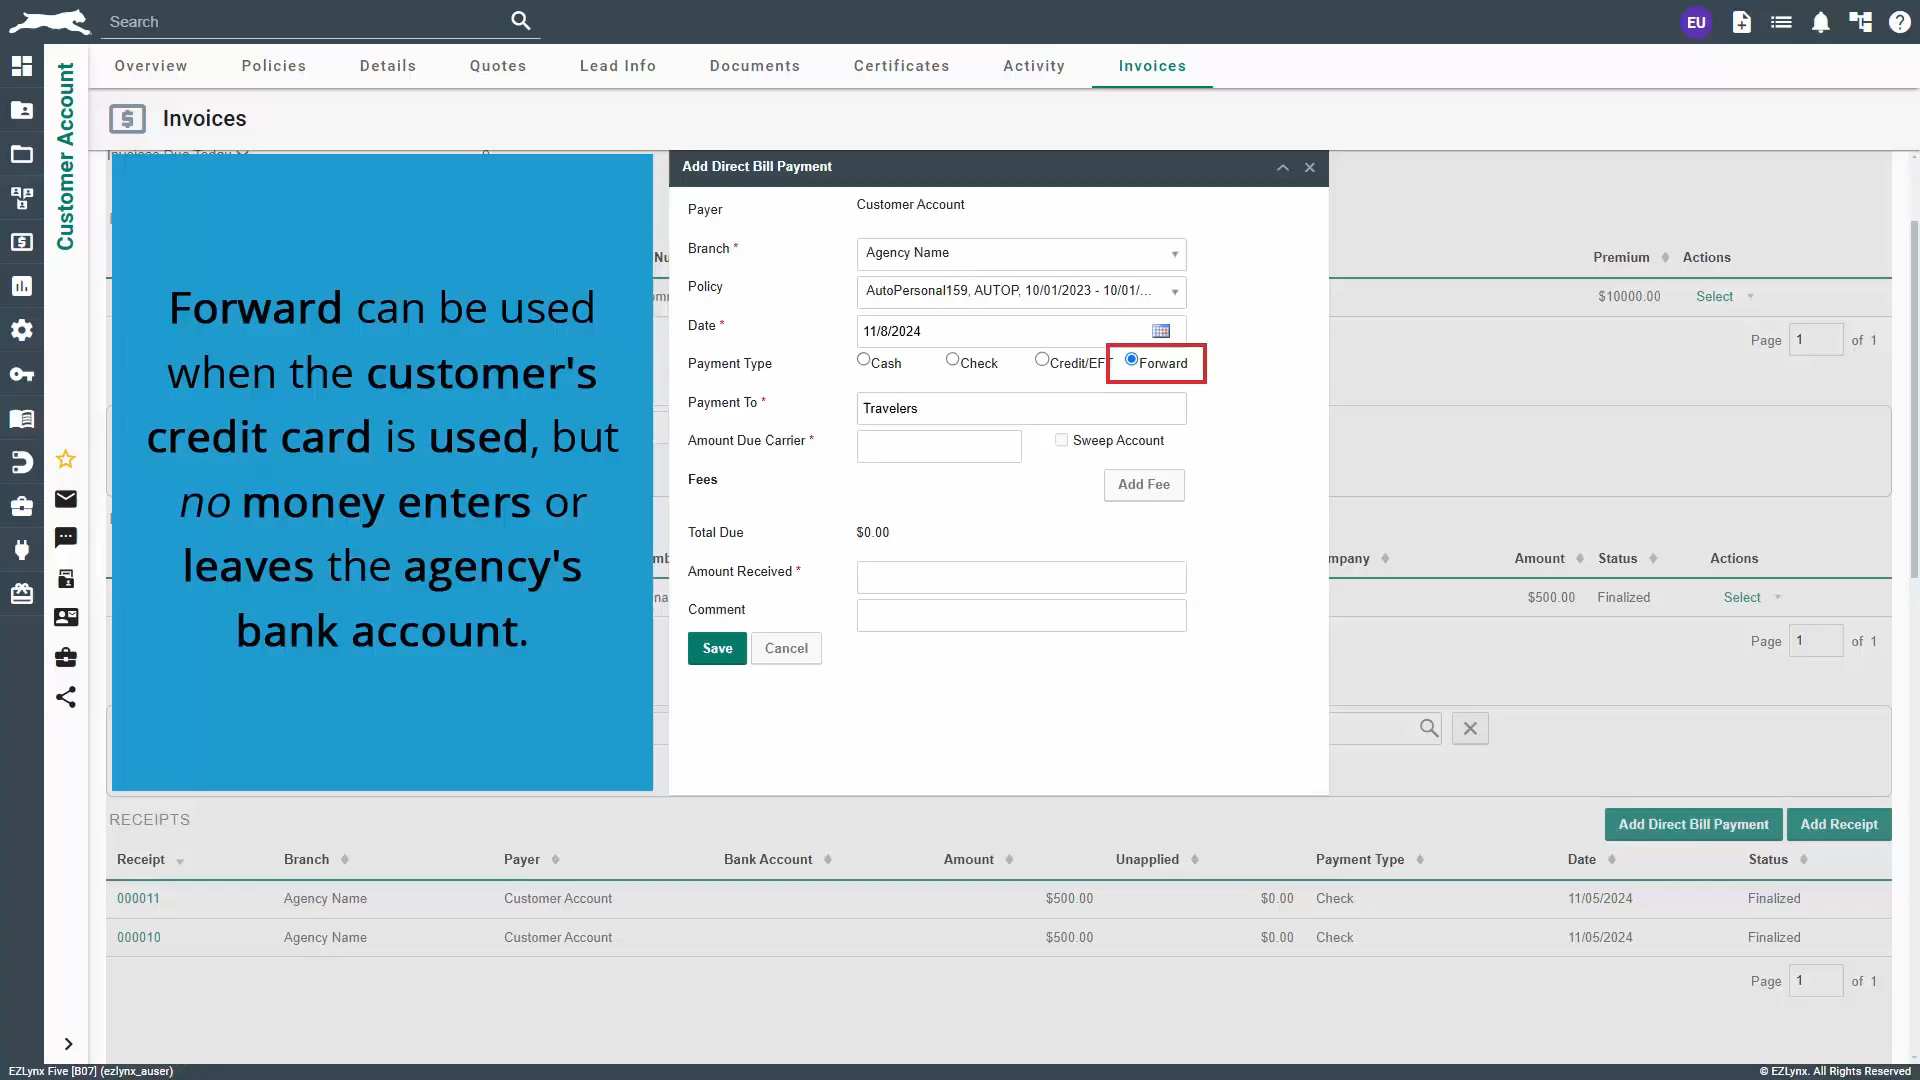 Search
EU
Overview Policies Details Quotes Lead Info Documents Certificates Activity Invoices
Customer Account
Invoices
Forward can be used
when the customer's
credit card is used, but
no money enters or
leaves the agency's
bank account.
Add Direct Bill Payment
Payer Customer Account
Branch * Agency Name
Policy AutoPersonal159, AUTOP, 10/01/2023 - 10/01/...
Date * 11/8/2024
Payment Type Cash Check Credit/EF Forward
Payment To * Travelers
Amount Due Carrier * Sweep Account
Fees Add Fee
Total Due $0.00
Amount Received *
Comment
Save Cancel
Premium Actions
$10000.00 Select
Page 1 of 1
mpany Amount Status Actions
$500.00 Finalized Select
Page 1 of 1
RECEIPTS Add Direct Bill Payment Add Receipt
Receipt Branch Payer Bank Account Amount Unapplied Payment Type Date Status
000011 Agency Name Customer Account $500.00 $0.00 Check 11/05/2024 Finalized
000010 Agency Name Customer Account $500.00 $0.00 Check 11/05/2024 Finalized
Page 1 of 1
EZLynx Five [B07] (ezlynx_auser) © EZLynx. All Rights Reserved